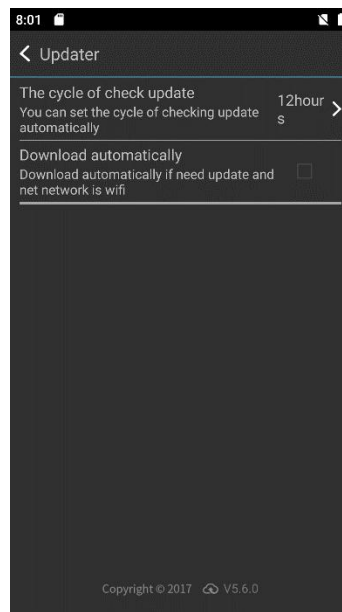 8:01
Updater
The cycle of check update
You can set the cycle of checking update
automatically
12hour
s
Download automatically
Download automatically if need update and
net network is wifi
Copyright © 2017 V5.6.0